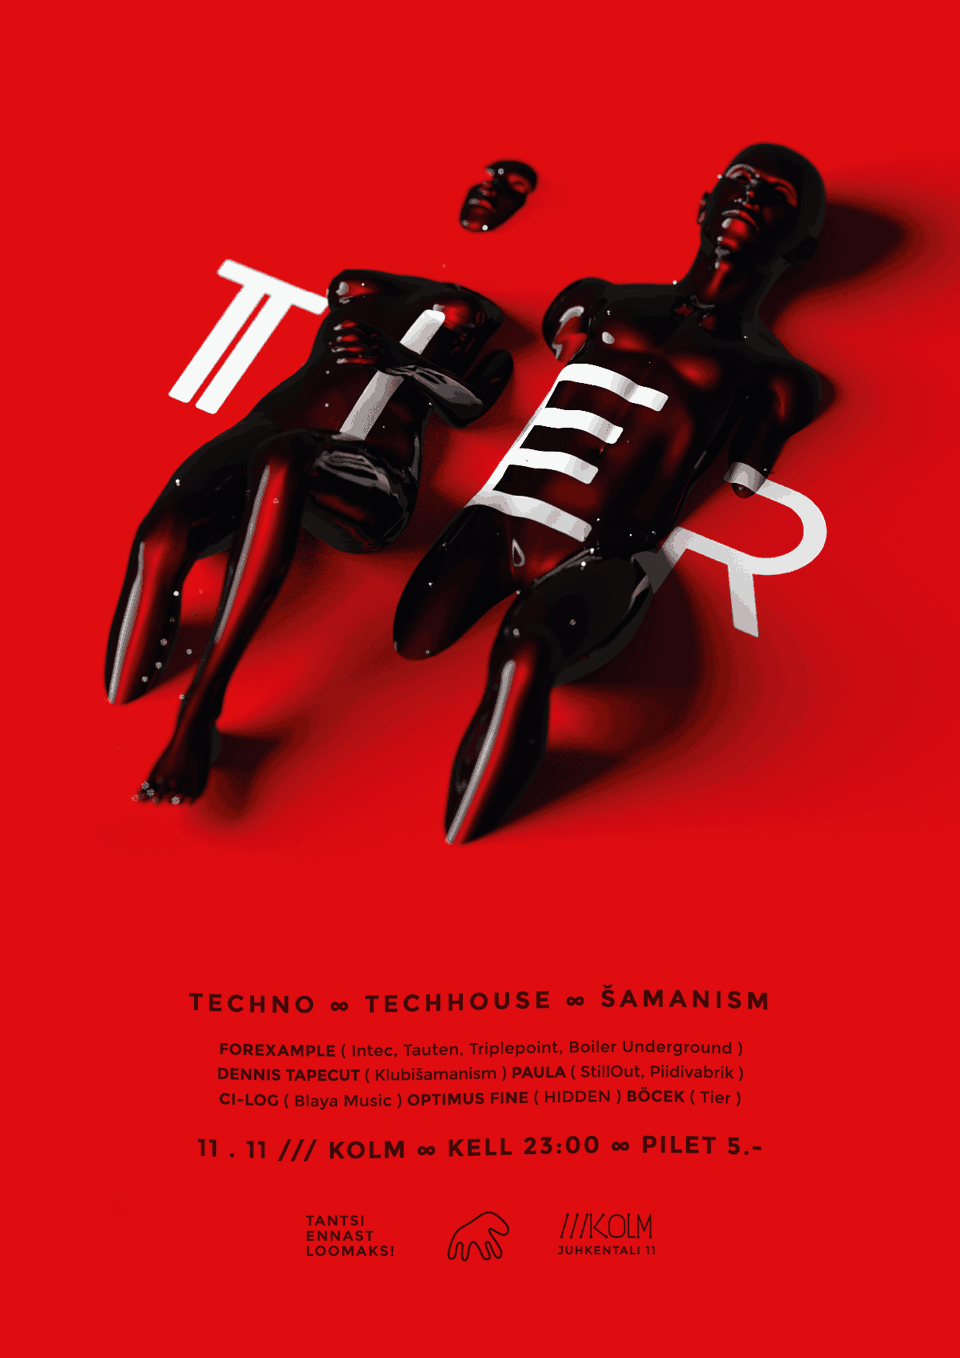 TIER
TECHNO ∞ TECHHOUSE ∞ ŠAMANISM
FOREXAMPLE ( Intec, Tauten, Triplepoint, Boiler Underground )
DENNIS TAPECUT ( Klubišamanism ) PAULA ( StillOut, Piidivabrik )
CI-LOG ( Blaya Music ) OPTIMUS FINE ( HIDDEN ) BÖCEK ( Tier )
11 . 11 /// KOLM ∞ KELL 23:00 ∞ PILET 5.-
TANTSI
ENNAST
LOOMAKS!
///KOLM
JUHKENTALI 11